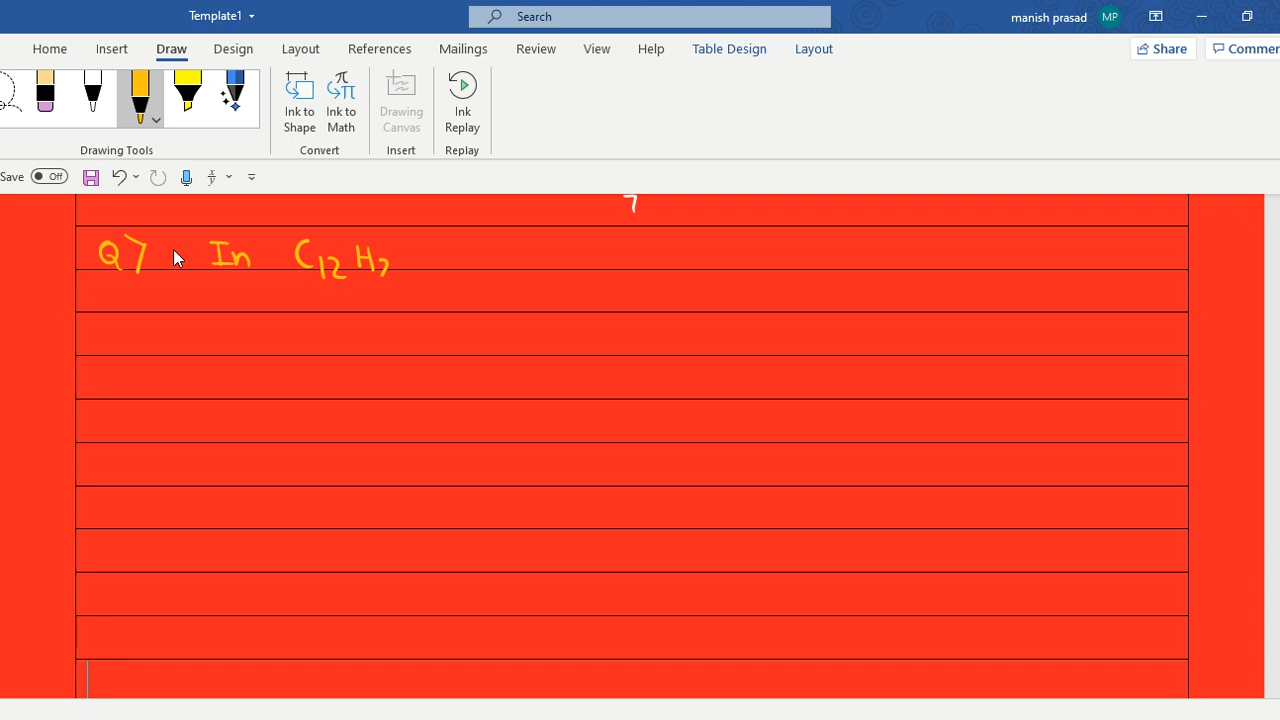 Template1
Search
manish prasad
MP
Home Insert Draw Design Layout References Mailings Review View Help Table Design Layout
Share
Commen
Ink to Shape
Ink to Math
Drawing Canvas
Ink Replay
Drawing Tools
Convert
Insert
Replay
Save
Off
x/y
7
Q7 In C12H